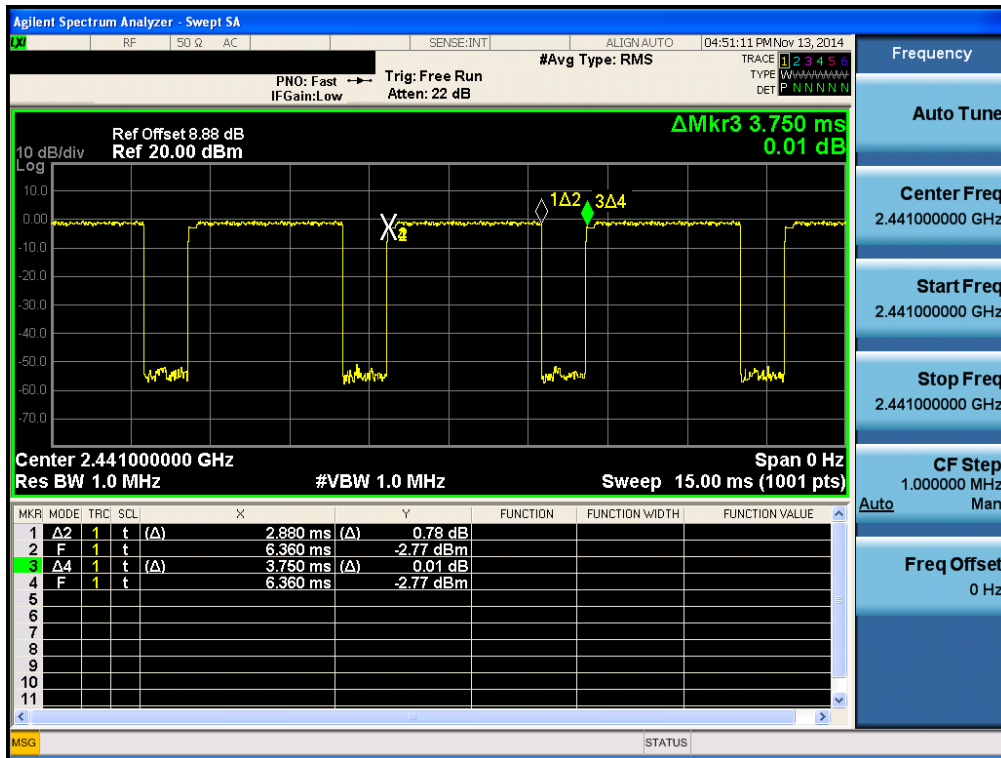 Agilent Spectrum Analyzer - Swept SA
LXI RF 50 Ω AC SENSE:INT ALIGN AUTO 04:51:11 PM Nov 13, 2014
Frequency
#Avg Type: RMS TRACE 1 2 3 4 5 6
PNO: Fast Trig: Free Run TYPE W
IFGain:Low Atten: 22 dB DET P N N N N N
Auto Tune
ΔMkr3 3.750 ms
Ref Offset 8.88 dB
10 dB/div Ref 20.00 dBm 0.01 dB
Log
10.0
0.00
-10.0
-20.0
-30.0
-40.0
-50.0
-60.0
-70.0
1Δ2 3Δ4
X
Center Freq
2.441000000 GHz
Start Freq
2.441000000 GHz
Stop Freq
2.441000000 GHz
CF Step
1.000000 MHz
Auto Man
Freq Offset
0 Hz
Center 2.441000000 GHz Span 0 Hz
Res BW 1.0 MHz #VBW 1.0 MHz Sweep 15.00 ms (1001 pts)
MKR MODE TRC SCL X Y FUNCTION FUNCTION WIDTH FUNCTION VALUE
1 Δ2 1 t (Δ) 2.880 ms (Δ) 0.78 dB
2 F 1 t 6.360 ms -2.77 dBm
3 Δ4 1 t (Δ) 3.750 ms (Δ) 0.01 dB
4 F 1 t 6.360 ms -2.77 dBm
5
6
7
8
9
10
11
MSG STATUS